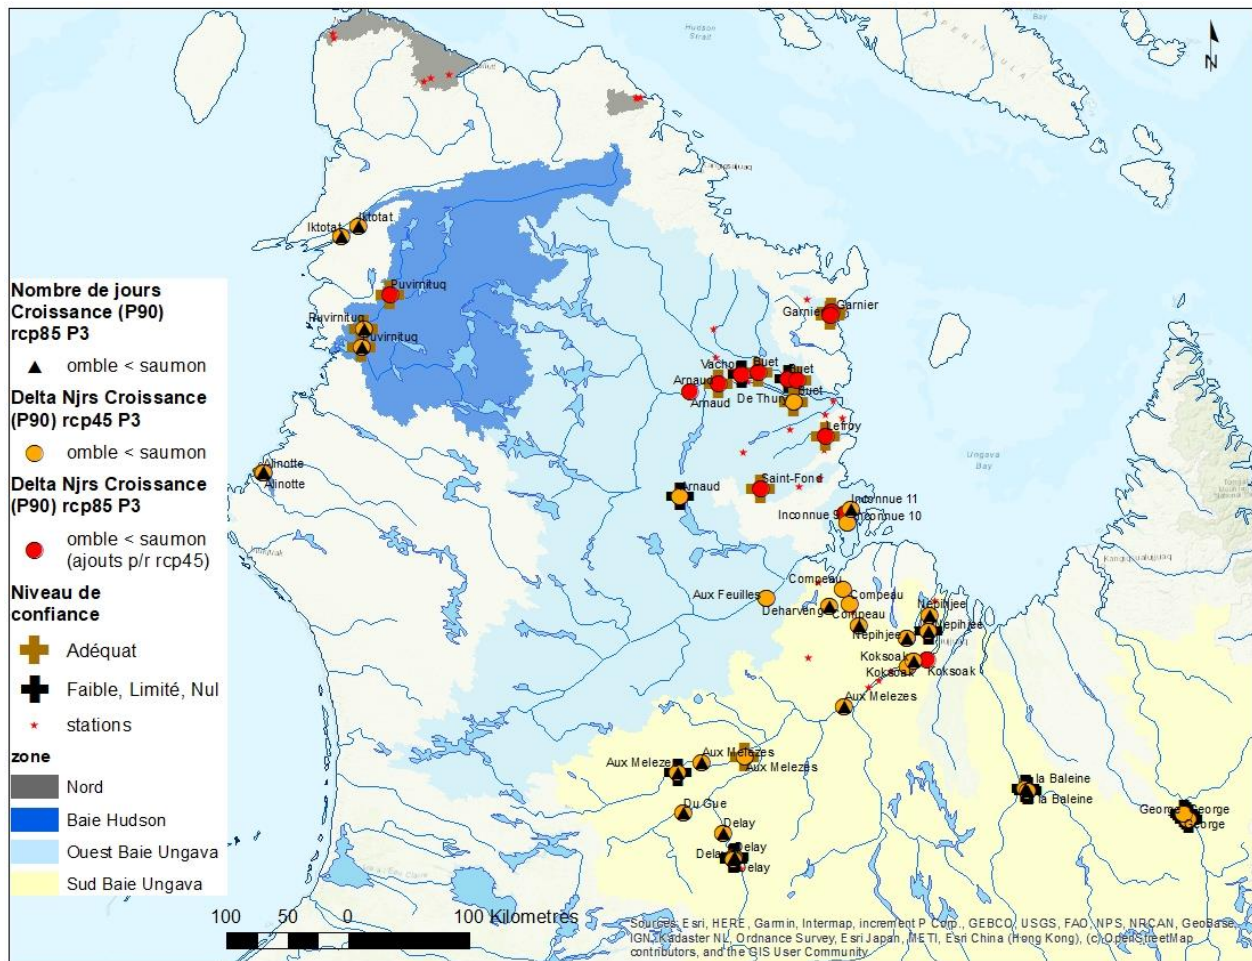 Hudson
Strait
Bay
PENINSULA
N
Iktotat
Iktotat
Puvirnituq
Puvirnituq
Puvirnituq
Garnier
Garnier
Vachon
Buet
Buet
Arnaud
Arnaud
De Thury
Buet
Lefroy
Ungava
Bay
Alinotte
Alinotte
Arnaud
Saint-Fond
Inconnue 11
Inconnue 9
Inconnue 10
Compeau
Aux Feuilles
Compeau
Deharveng
Compeau
Nepihjee
Nepihjee
Nepihjee
Koksoak
Koksoak
Koksoak
Aux Melezes
Aux Melezes
Aux Melezes
Aux Melezes
Du Gue
Delay
Delay
Delay
Delay
la Baleine
la Baleine
George
George
George
Nombre de jours
Croissance (P90)
rcp85 P3
omble < saumon
Delta Njrs Croissance
(P90) rcp45 P3
omble < saumon
Delta Njrs Croissance
(P90) rcp85 P3
omble < saumon
(ajouts p/r rcp45)
Niveau de
confiance
Adéquat
Faible, Limité, Nul
stations
zone
Nord
Baie Hudson
Ouest Baie Ungava
Sud Baie Ungava
100 50 0 100 Kilometres
Sources: Esri, HERE, Garmin, Intermap, increment P Corp., GEBCO, USGS, FAO, NPS, NRCAN, GeoBase,
IGN, Kadaster NL, Ordnance Survey, Esri Japan, METI, Esri China (Hong Kong), (c) OpenStreetMap
contributors, and the GIS User Community